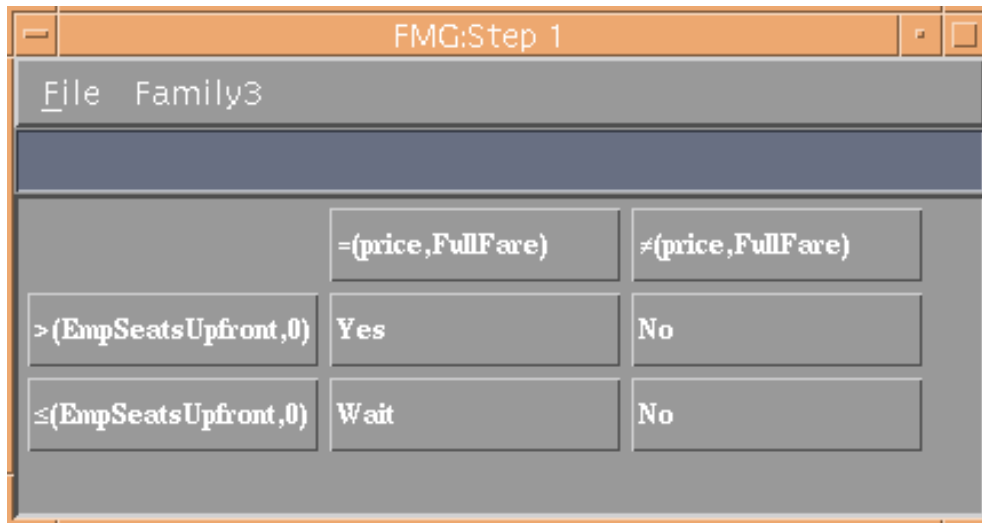 FMG:Step 1
File Family3
=(price,FullFare) ≠(price,FullFare)
>(EmpSeatsUpfront,0) Yes No
≤(EmpSeatsUpfront,0) Wait No